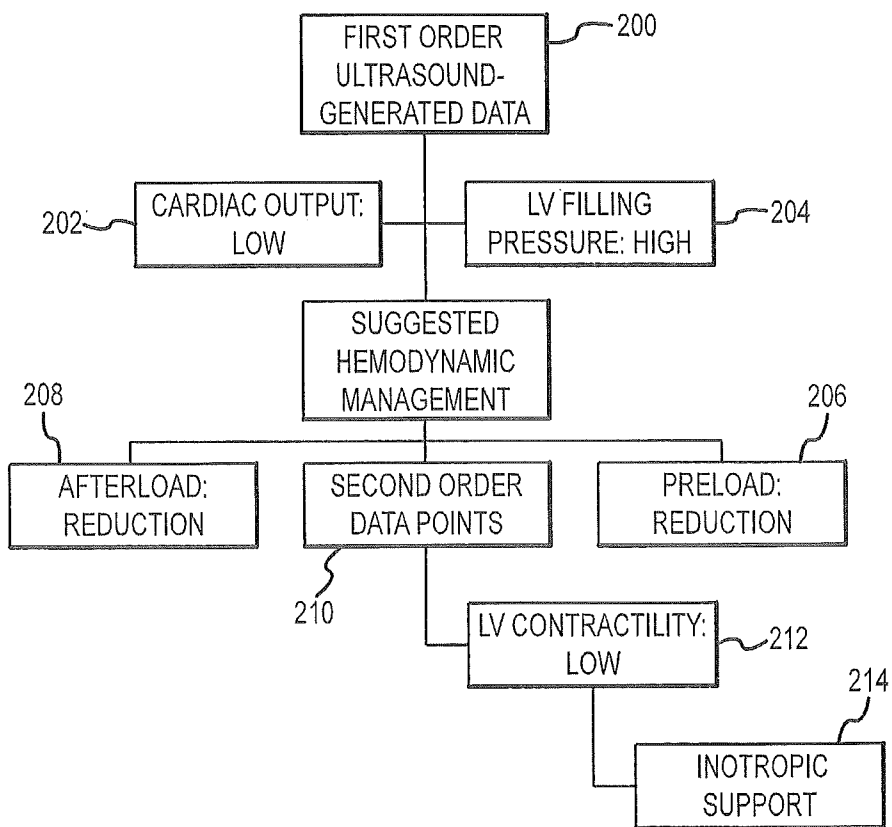 FIRST ORDER
ULTRASOUND-
GENERATED DATA
200
CARDIAC OUTPUT:
LOW
202
LV FILLING
PRESSURE: HIGH
204
SUGGESTED
HEMODYNAMIC
MANAGEMENT
208
AFTERLOAD:
REDUCTION
SECOND ORDER
DATA POINTS
210
206
PRELOAD:
REDUCTION
LV CONTRACTILITY:
LOW
212
214
INOTROPIC
SUPPORT